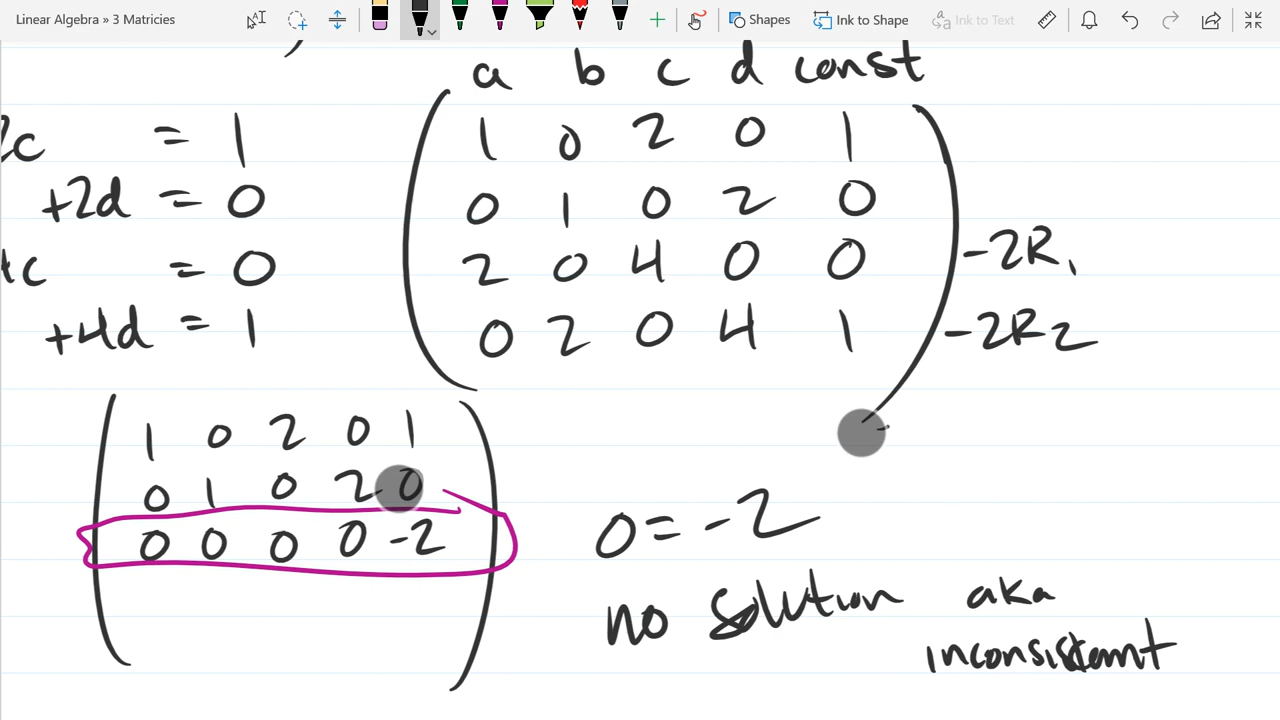 Linear Algebra » 3 Matricies
Shapes
Ink to Shape
Ink to Text
a b c d const
2c = 1
+2d = 0
4c = 0
+4d = 1
1 0 2 0 1
0 1 0 2 0
2 0 4 0 0 -2R₁
0 2 0 4 1 -2R2
1 0 2 0 1
0 1 0 2 0
0 0 0 0 -2
0 = -2
no solution aka
inconsistant